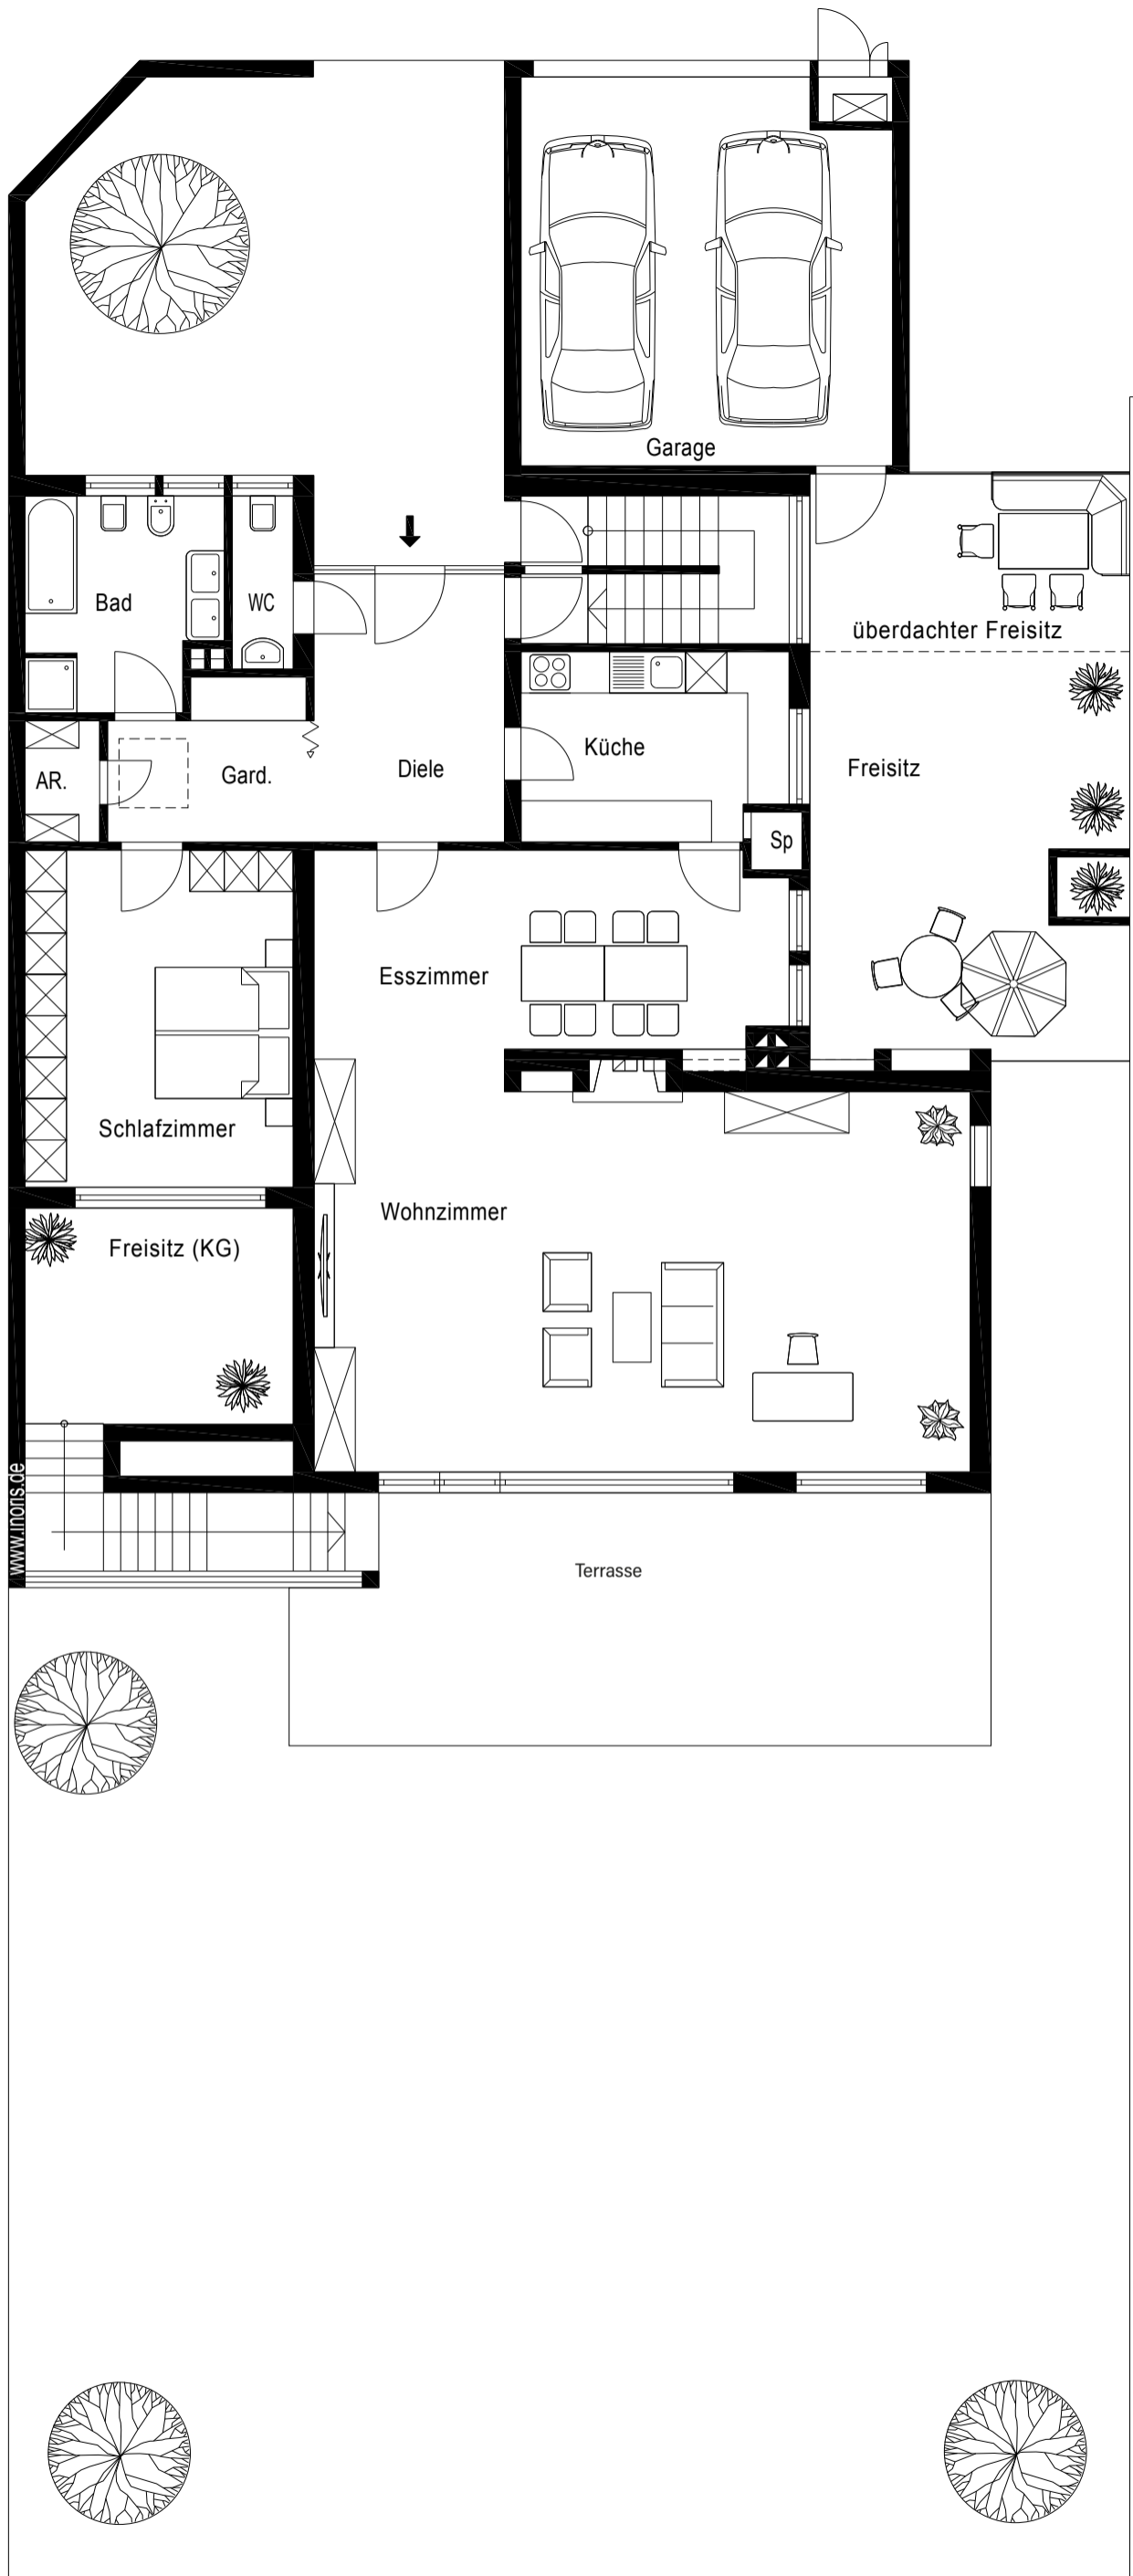 Garage
Bad
WC
überdachter Freisitz
Küche
Freisitz
AR.
Gard.
Diele
Sp
Esszimmer
Schlafzimmer
Wohnzimmer
Freisitz (KG)
www.inoris.de
Terrasse